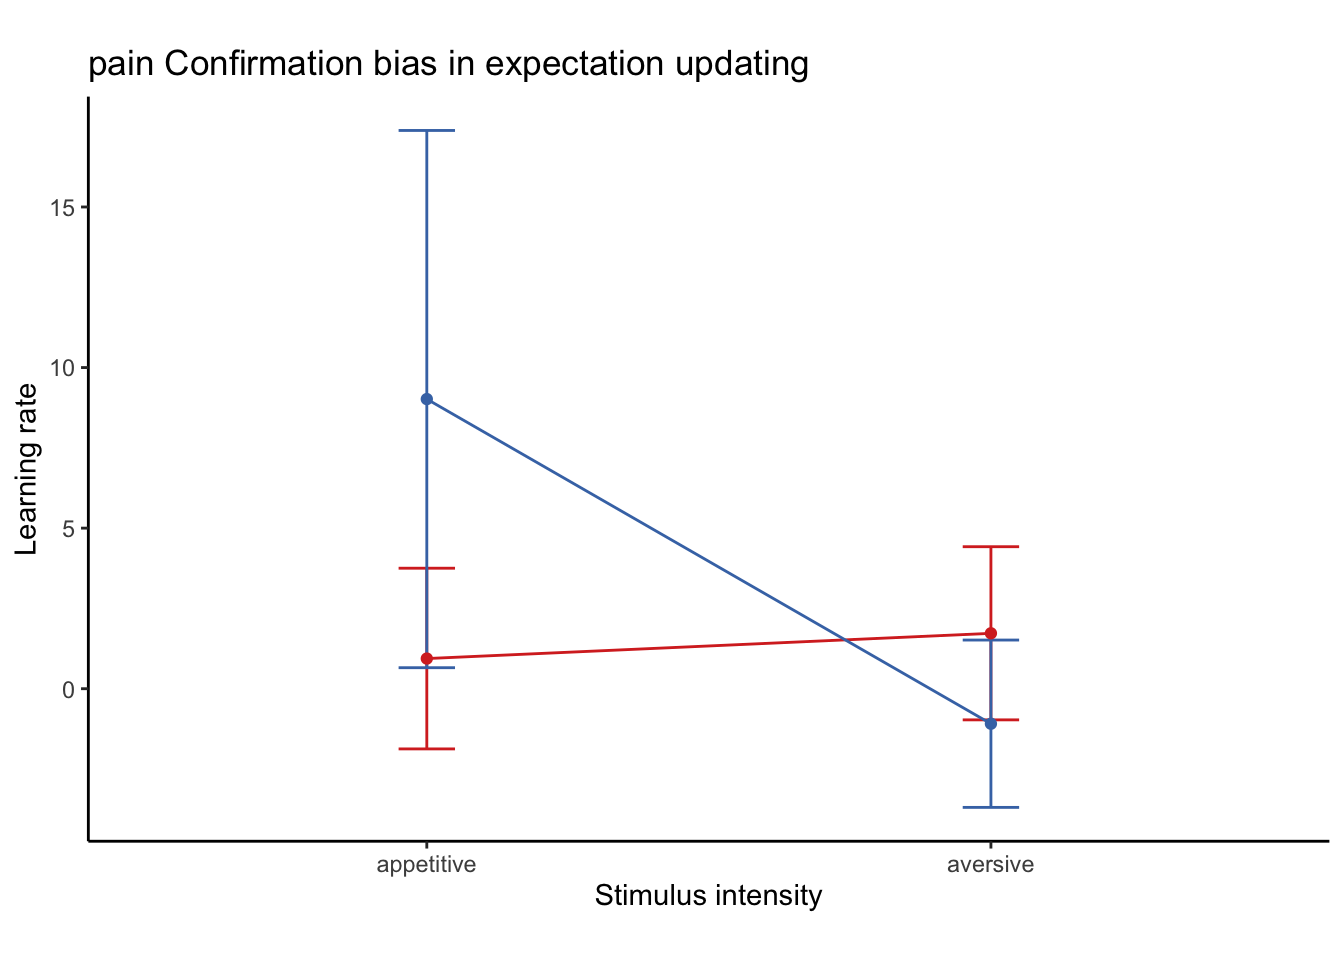 pain Confirmation bias in expectation updating
Learning rate
15
10
5
0
appetitive
aversive
Stimulus intensity